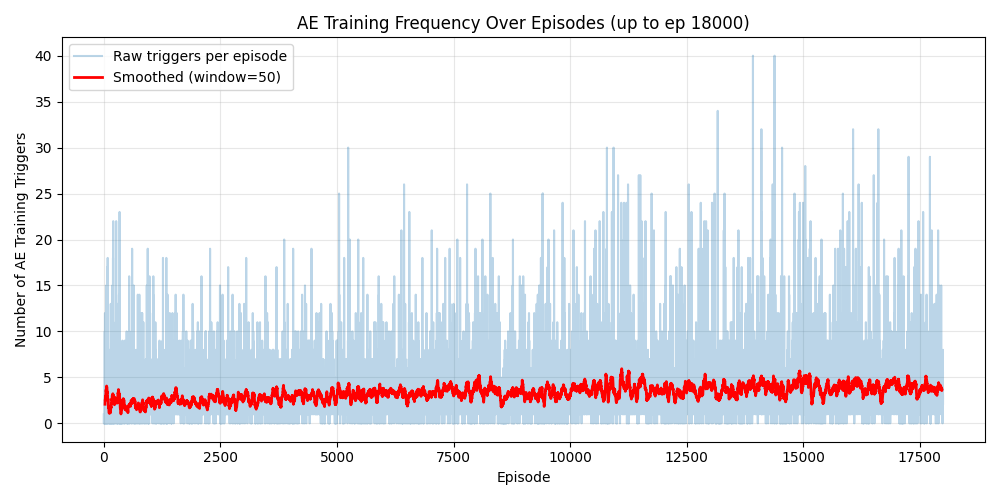 AE Training Frequency Over Episodes (up to ep 18000)
Raw triggers per episode
Smoothed (window=50)
Number of AE Training Triggers
40
35
30
25
20
15
10
5
0
0 2500 5000 7500 10000 12500 15000 17500
Episode